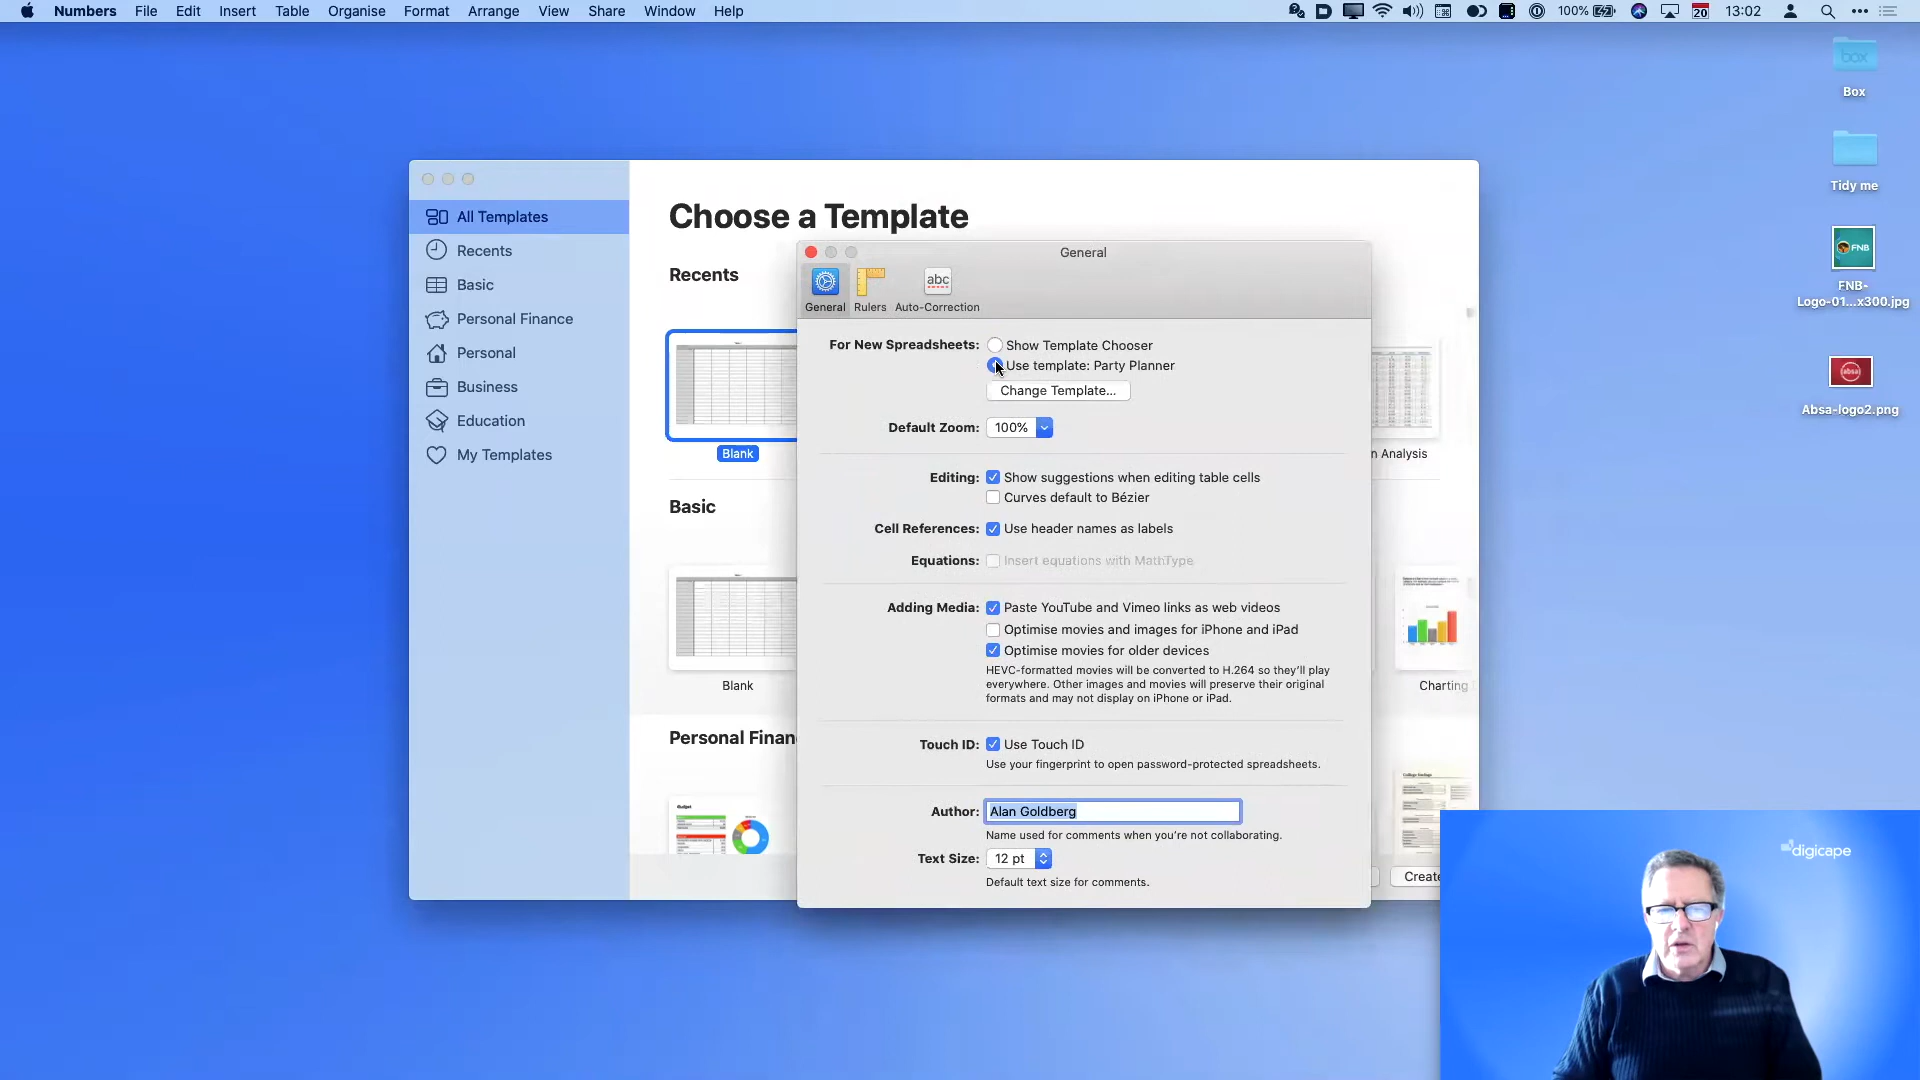 Numbers File Edit Insert Table Organise Format Arrange View Share Window Help
100% 20 13:02
box
Box
Tidy me
FNB
FNB-
Logo-01...x300.jpg
absa
Absa-logo2.png
All Templates
Recents
Basic
Personal Finance
Personal
Business
Education
My Templates
Choose a Template
Recents
Blank
n Analysis
Basic
Blank
Charting
Personal Finan
Budget
Create
General
General Rulers abc Auto-Correction
For New Spreadsheets: Show Template Chooser
Use template: Party Planner
Change Template...
Default Zoom: 100%
Editing: Show suggestions when editing table cells
Curves default to Bézier
Cell References: Use header names as labels
Equations: Insert equations with MathType
Adding Media: Paste YouTube and Vimeo links as web videos
Optimise movies and images for iPhone and iPad
Optimise movies for older devices
HEVC-formatted movies will be converted to H.264 so they'll play
everywhere. Other images and movies will preserve their original
formats and may not display on iPhone or iPad.
Touch ID: Use Touch ID
Use your fingerprint to open password-protected spreadsheets.
Author: Alan Goldberg
Name used for comments when you're not collaborating.
Text Size: 12 pt
Default text size for comments.
digicape